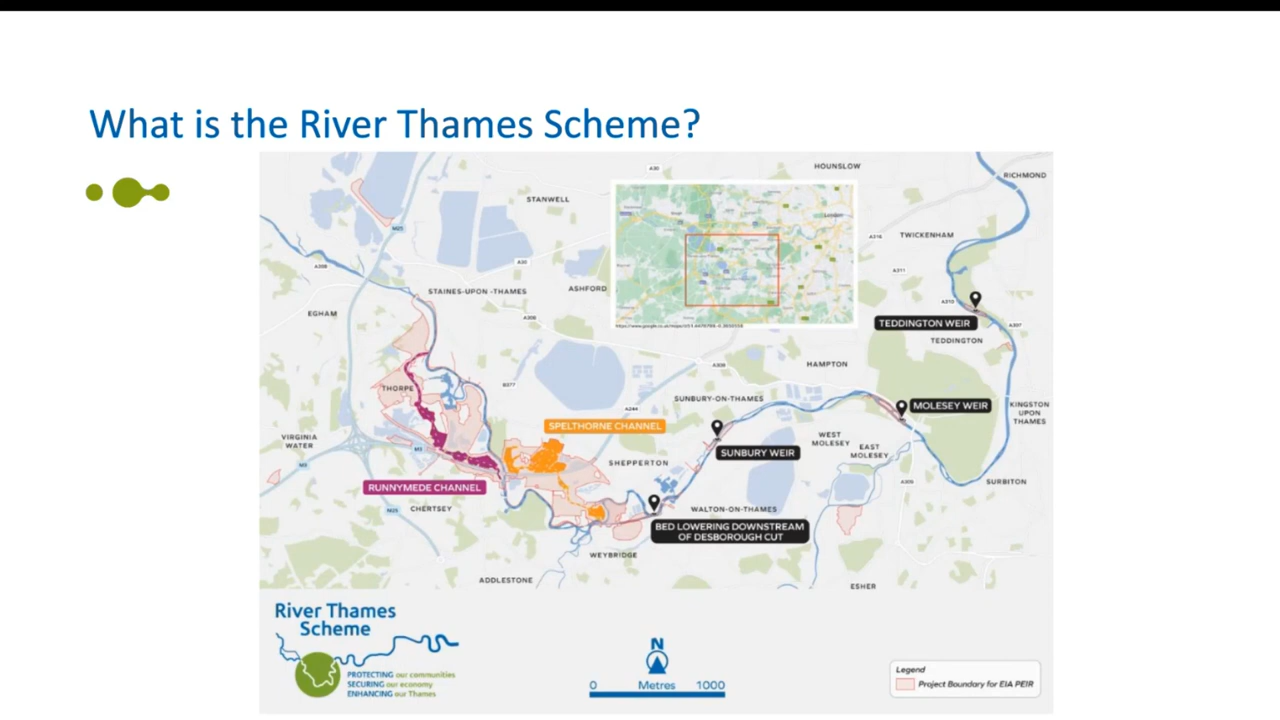 What is the River Thames Scheme?
HOUNSLOW
A30
RICHMOND
STANWELL
M25
TWICKENHAM
A316
A30
A308
A311
STAINES-UPON -THAMES
ASHFORD
London
A310
EGHAM
A308
TEDDINGTON WEIR
A307
TEDDINGTON
HAMPTON
A308
THORPE
B377
SUNBURY-ON-THAMES
A244
MOLESEY WEIR
KINGSTON
UPON
THAMES
SPELTHORNE CHANNEL
VIRGINIA
WATER
WEST
MOLESEY
EAST
MOLESEY
SUNBURY WEIR
M3
M3
SHEPPERTON
RUNNYMEDE CHANNEL
A309
SURBITON
M25
CHERTSEY
WALTON-ON-THAMES
BED LOWERING DOWNSTREAM
OF DESBOROUGH CUT
WEYBRIDGE
ADDLESTONE
ESHER
River Thames
Scheme
PROTECTING our communities
SECURING our economy
ENHANCING our Thames
N
0 Metres 1000
Legend
Project Boundary for EIA PEIR